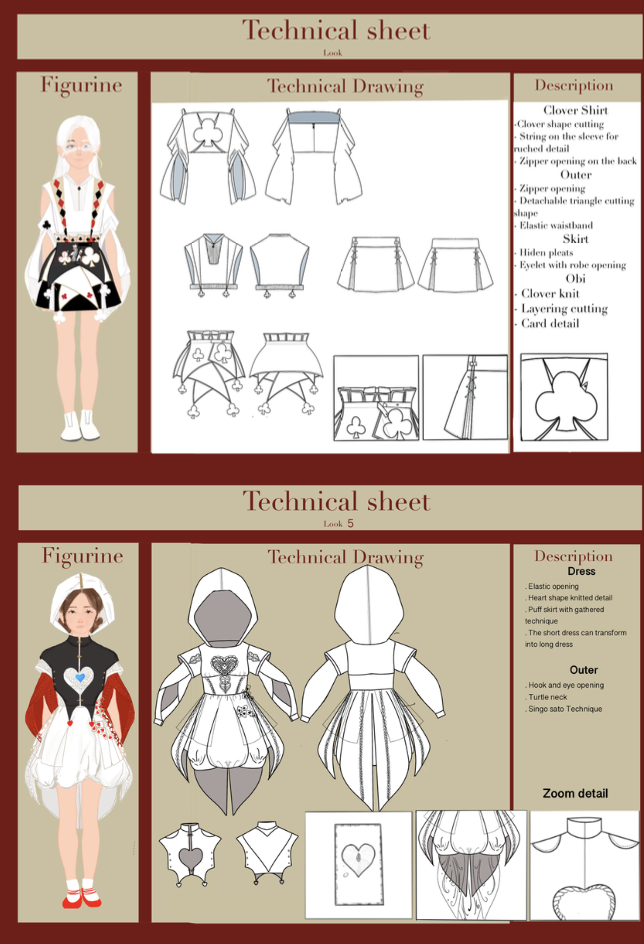 Technical sheet
Look
Figurine
Technical Drawing
Description
Clover Shirt
-Clover shape cutting
- String on the sleeve for
ruched detail
- Zipper opening on the back
Outer
- Zipper opening
- Detachable triangle cutting
shape
- Elastic waistband
Skirt
- Hiden pleats
- Eyelet with robe opening
Obi
- Clover knit
- Layering cutting
- Card detail
Technical sheet
Look 5
Figurine
Technical Drawing
Description
Dress
. Elastic opening
. Heart shape knitted detail
. Puff skirt with gathered
technique
. The short dress can transform
into long dress
Outer
. Hook and eye opening
. Turtle neck
. Singo sato Technique
Zoom detail